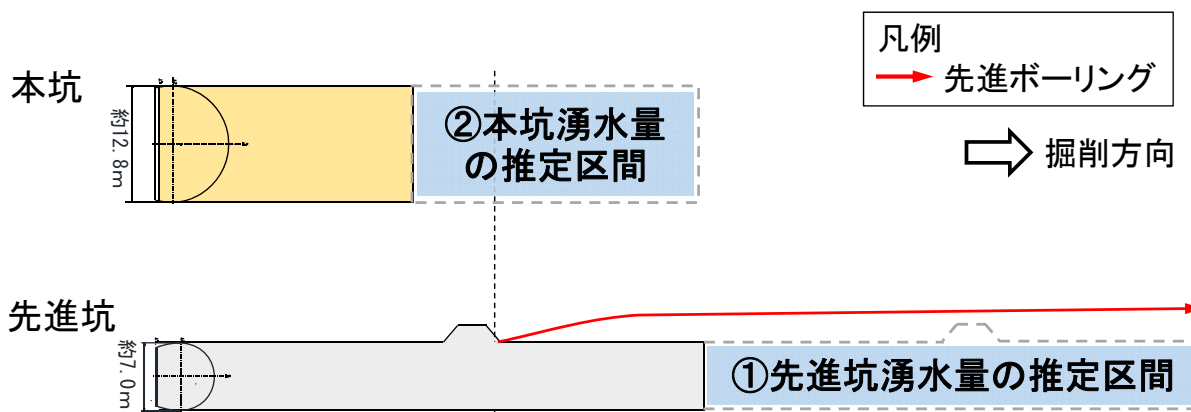 凡例
先進ボーリング
掘削方向
本坑
約12.8m
②本坑湧水量
の推定区間
先進坑
約7.0m
①先進坑湧水量の推定区間